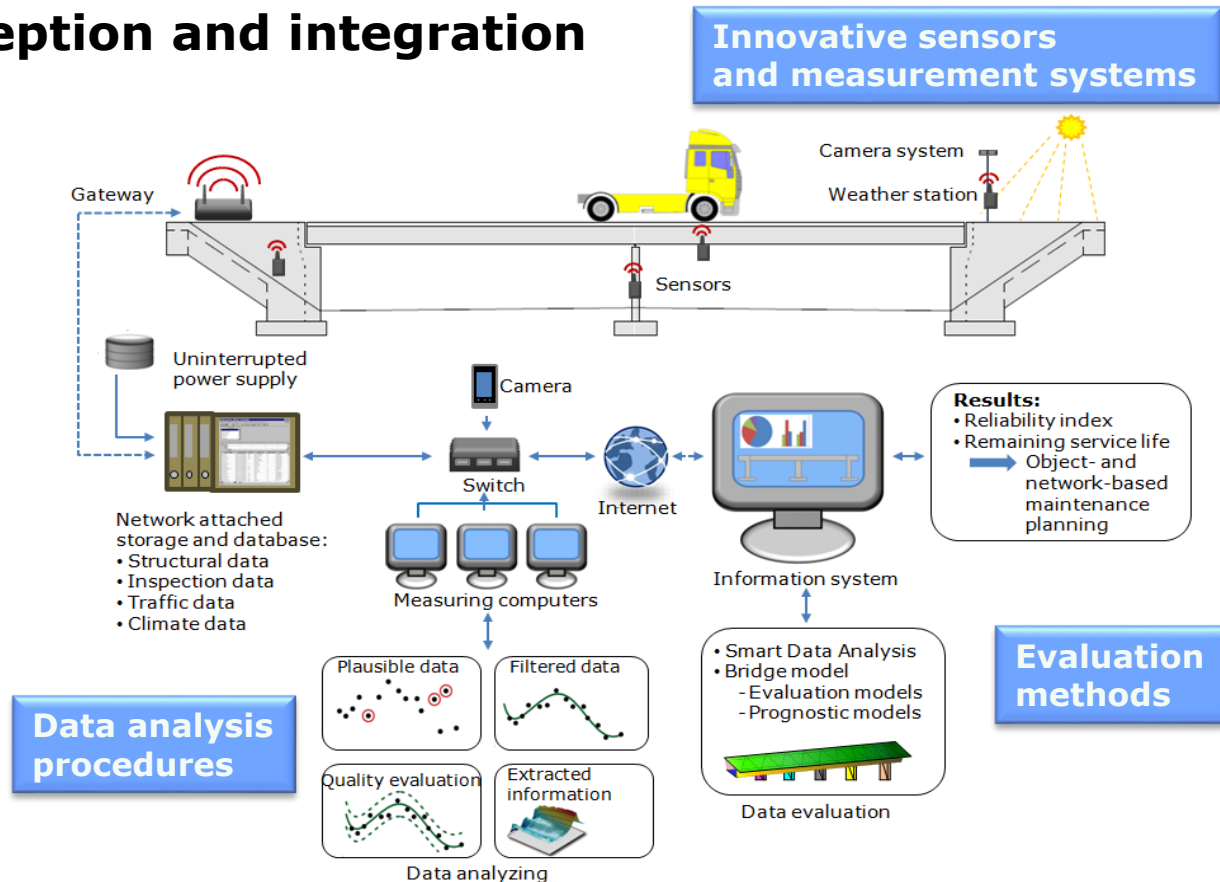 eption and integration
Innovative sensors
and measurement systems
Camera system
Gateway
Weather station
Sensors
Uninterrupted
power supply
Camera
Results:
• Reliability index
• Remaining service life
Object- and
network-based
maintenance
planning
Switch
Internet
Network attached
storage and database:
• Structural data
• Inspection data
• Traffic data
• Climate data
Measuring computers
Information system
Plausible data
Filtered data
Quality evaluation
Extracted
information
Data analyzing
• Smart Data Analysis
• Bridge model
- Evaluation models
- Prognostic models
Data evaluation
Evaluation
methods
Data analysis
procedures